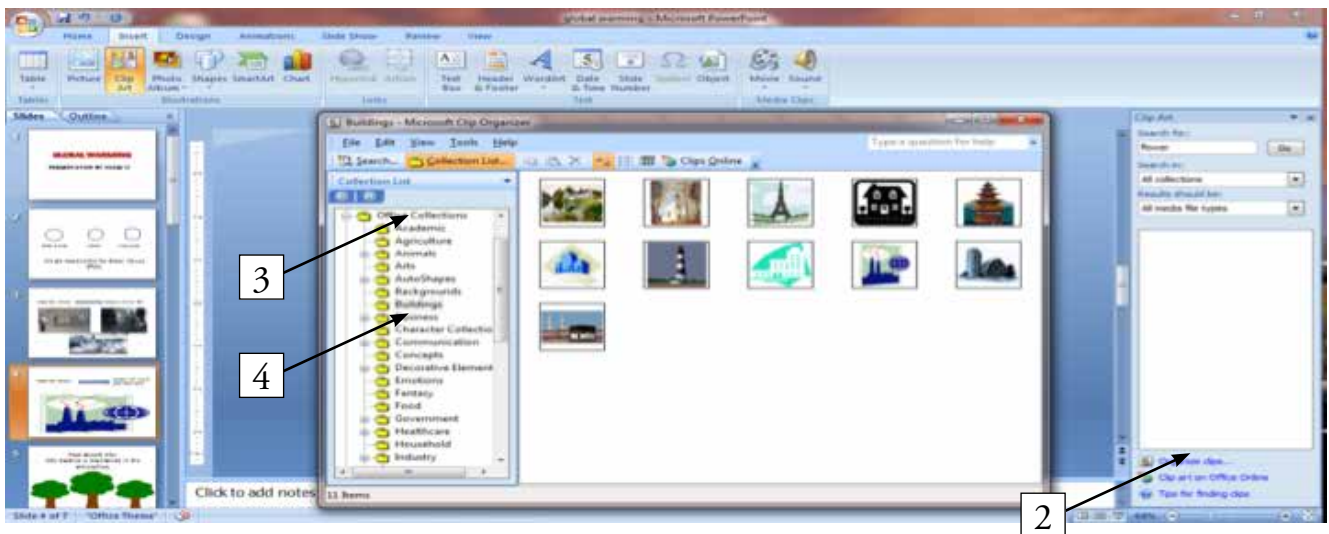 global warming - Microsoft PowerPoint
Home Insert Design Animations Slide Show Review View
Table Picture Clip Art Photo Album Shapes SmartArt Chart Hyperlink Action Text Box Header & Footer WordArt Date & Time Slide Number Symbol Object Movie Sound
Tables Illustrations Links Text Media Clips
Slides Outline
GLOBAL WARMING
Buildings - Microsoft Clip Organizer
File Edit View Tools Help
Type a question for help
Search... Collection List... Clips Online
Collection List
Collections
Academic
Agriculture
Animals
Arts
AutoShapes
Backgrounds
Buildings
Character Collectio
Communication
Concepts
Decorative Element
Emotions
Fantasy
Food
Government
Healthcare
Household
Industry
11 Items
Clip Art
Search for:
flower
Go
Search in:
All collections
Results should be:
All media file types
Clip art on Office Online
Tips for finding clips
3
4
2
Click to add notes
Slide 4 of 7 "Office Theme"
68%